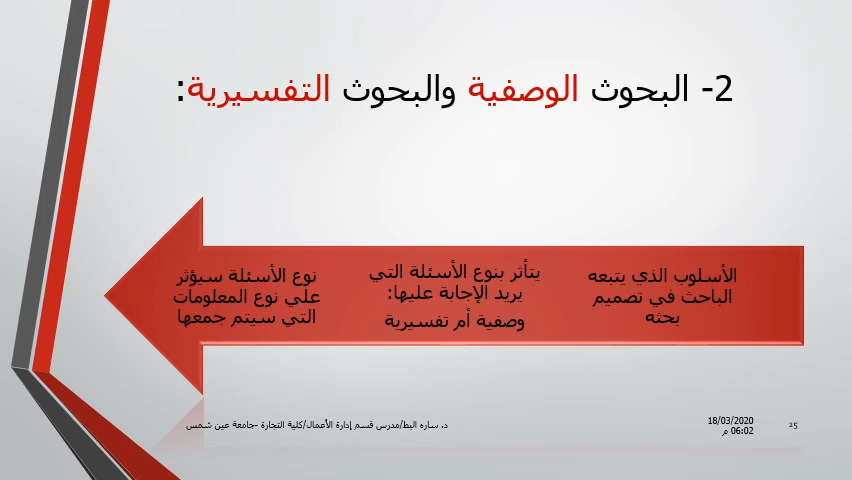 2- البحوث الوصفية والبحوث التفسيرية:
الأسلوب الذي يتبعه
الباحث في تصميم
بحثه
يتأثر بنوع الأسئلة التي
يريد الإجابة عليها:
وصفية أم تفسيرية
نوع الأسئلة سيؤثر
علي نوع المعلومات
التي سيتم جمعها
25
18/03/2020
06:02 م
د. ساره البط/مدرس قسم إدارة الأعمال/كلية التجارة -جامعة عين شمس